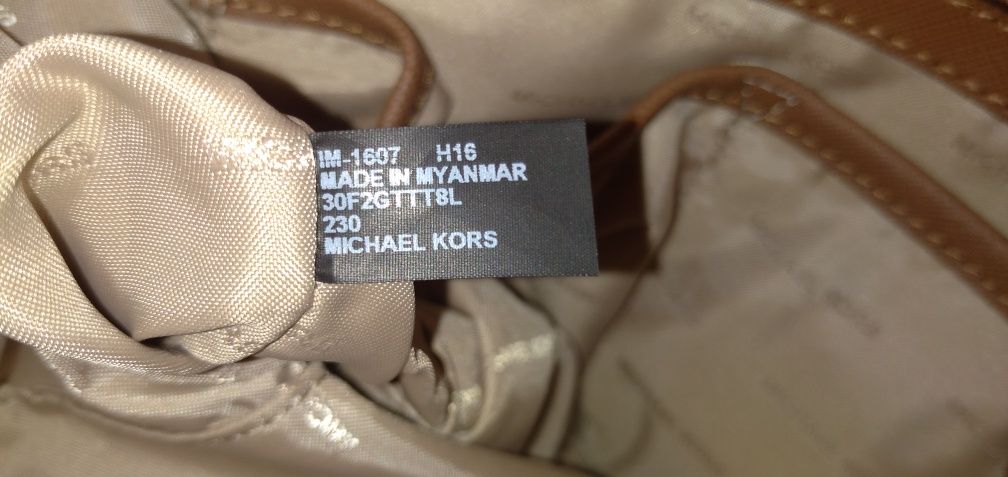 IM-1607 H16
MADE IN MYANMAR
30F2GTTT8L
230
MICHAEL KORS